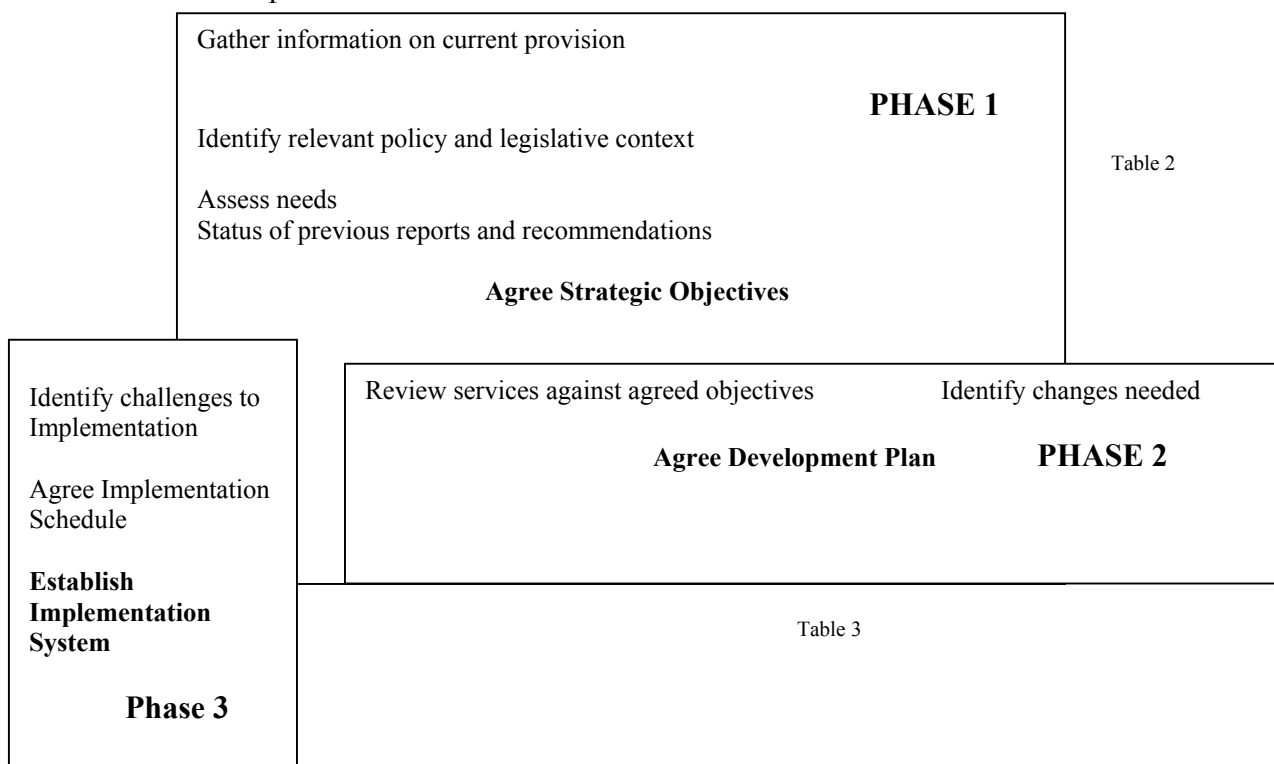 Gather information on current provision
PHASE 1
Identify relevant policy and legislative context
Table 2
Assess needs
Status of previous reports and recommendations
Agree Strategic Objectives
Review services against agreed objectives Identify changes needed
Agree Development Plan PHASE 2
Identify challenges to
Implementation
Agree Implementation
Schedule
Establish
Implementation
System
Phase 3
Table 3